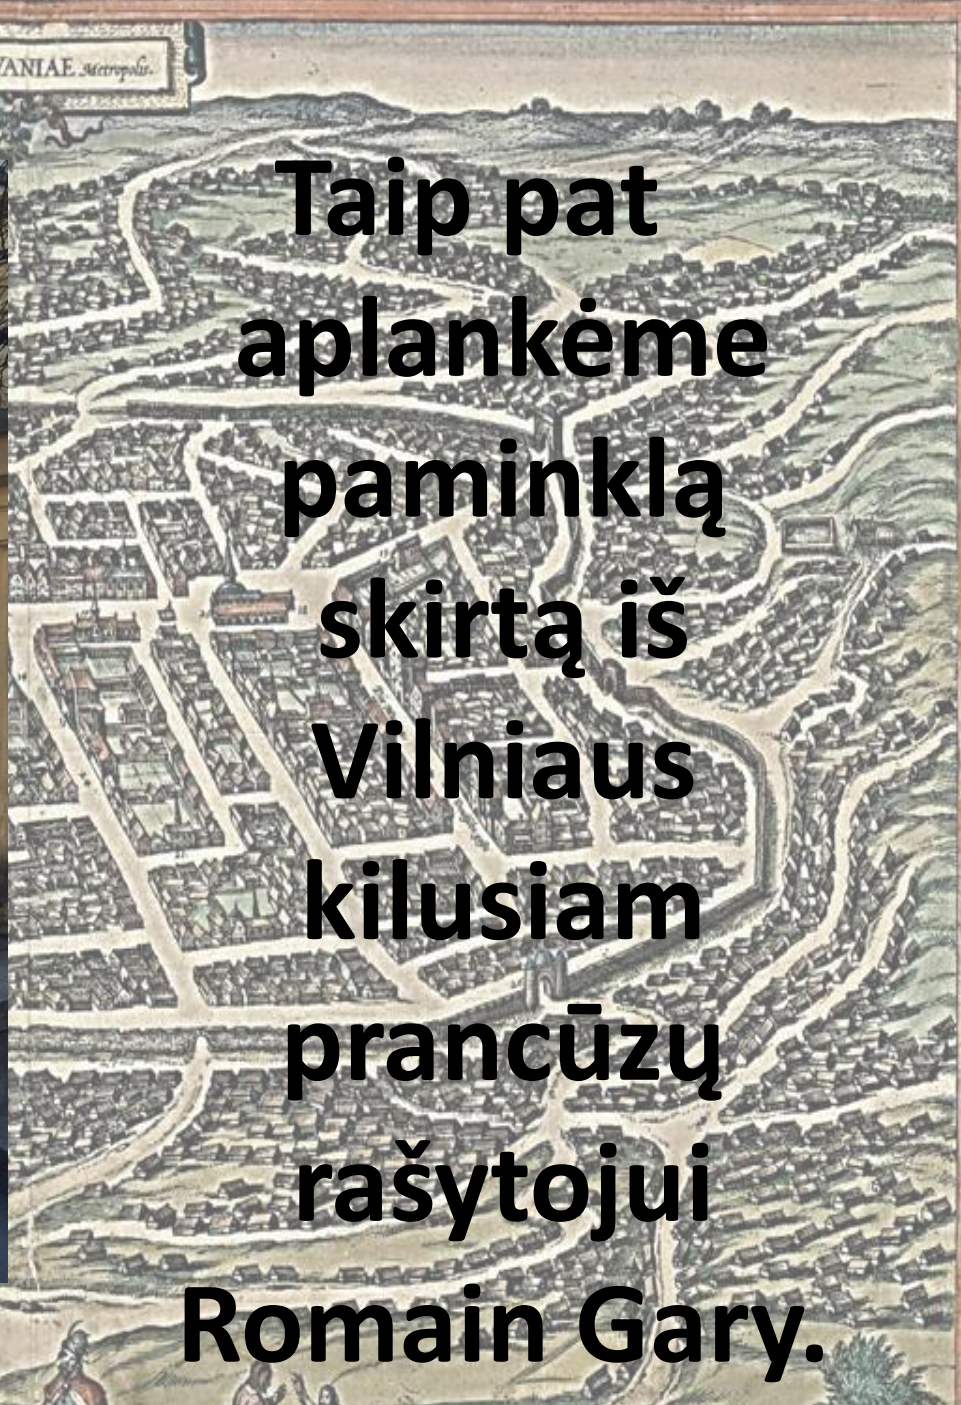 VANIAE Metropolis.
Taip pat
aplankėme
paminklą
skirtą iš
Vilniaus
kilusiam
prancūzų
rašytojui
Romain Gary.